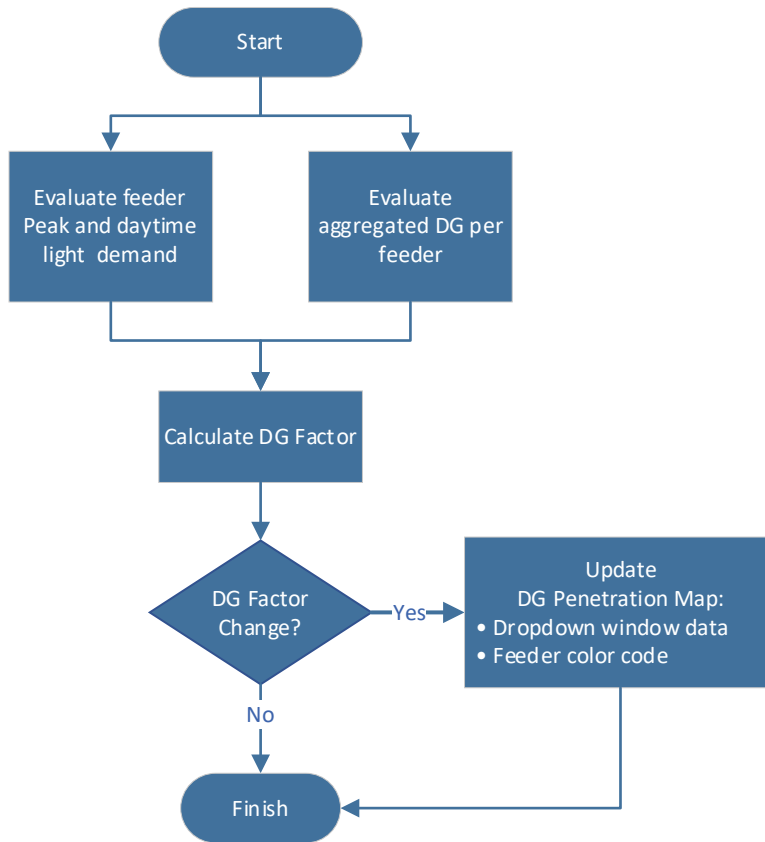 Start
Evaluate feeder
Peak and daytime
light demand
Evaluate
aggregated DG per
feeder
Calculate DG Factor
DG Factor
Change?
Yes
Update
DG Penetration Map:
• Dropdown window data
• Feeder color code
No
Finish